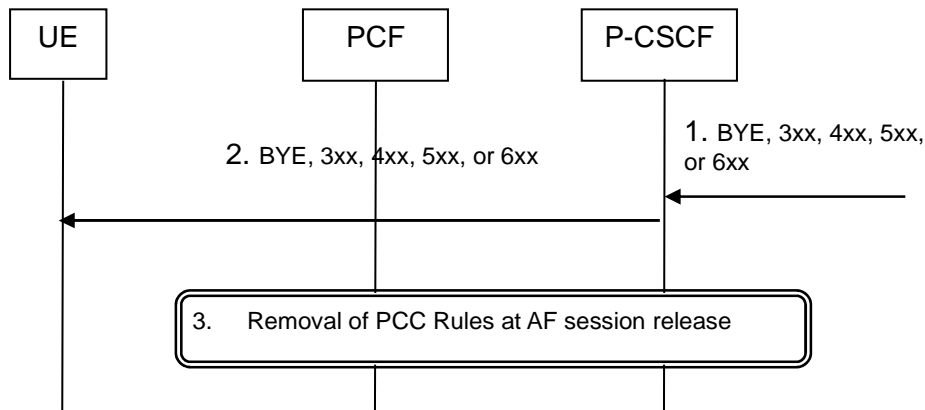 UE
PCF
P-CSCF
1. BYE, 3xx, 4xx, 5xx,
or 6xx
2. BYE, 3xx, 4xx, 5xx, or 6xx
3. Removal of PCC Rules at AF session release